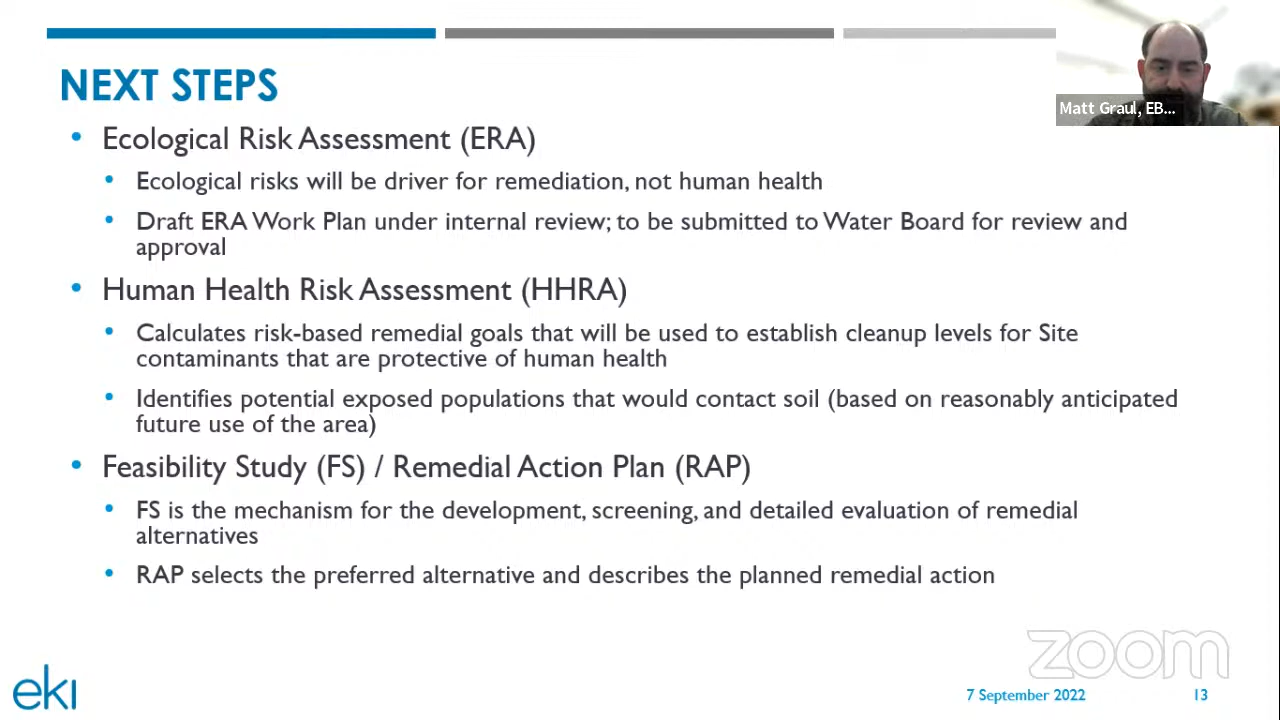 NEXT STEPS
Matt Graul, EB...
• Ecological Risk Assessment (ERA)
• Ecological risks will be driver for remediation, not human health
• Draft ERA Work Plan under internal review; to be submitted to Water Board for review and
approval
• Human Health Risk Assessment (HHRA)
• Calculates risk-based remedial goals that will be used to establish cleanup levels for Site
contaminants that are protective of human health
• Identifies potential exposed populations that would contact soil (based on reasonably anticipated
future use of the area)
• Feasibility Study (FS) / Remedial Action Plan (RAP)
• FS is the mechanism for the development, screening, and detailed evaluation of remedial
alternatives
• RAP selects the preferred alternative and describes the planned remedial action
zoom
eki
7 September 2022
13